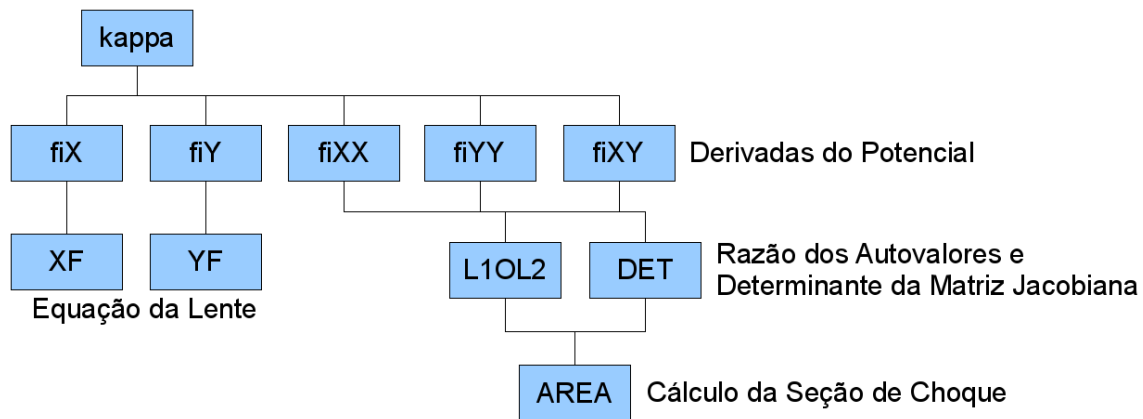 kappa
fiX
fiY
fiXX
fiYY
fiXY
Derivadas do Potencial
XF
YF
L1OL2
DET
Razão dos Autovalores e
Determinante da Matriz Jacobiana
Equação da Lente
AREA
Cálculo da Seção de Choque